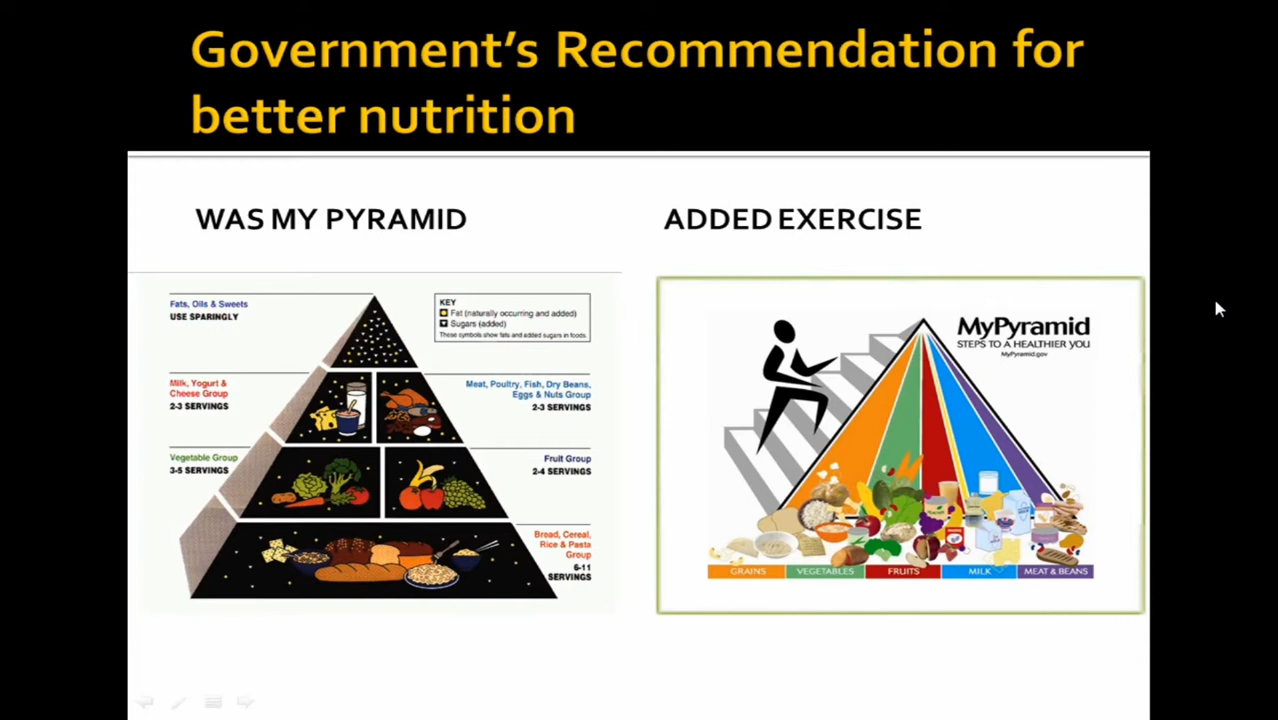 Government's Recommendation for
better nutrition
WAS MY PYRAMID
ADDED EXERCISE
Fats, Oils & Sweets
USE SPARINGLY
KEY
Fat (naturally occurring and added)
Sugars (added)
These symbols show fats and added sugars in foods.
Milk, Yogurt &
Cheese Group
2-3 SERVINGS
Meat, Poultry, Fish, Dry Beans,
Eggs & Nuts Group
2-3 SERVINGS
Vegetable Group
3-5 SERVINGS
Fruit Group
2-4 SERVINGS
Bread, Cereal,
Rice & Pasta
Group
6-11
SERVINGS
MyPyramid
STEPS TO A HEALTHIER YOU
MyPyramid.gov
GRAINS
VEGETABLES
FRUITS
MILK
MEAT & BEANS